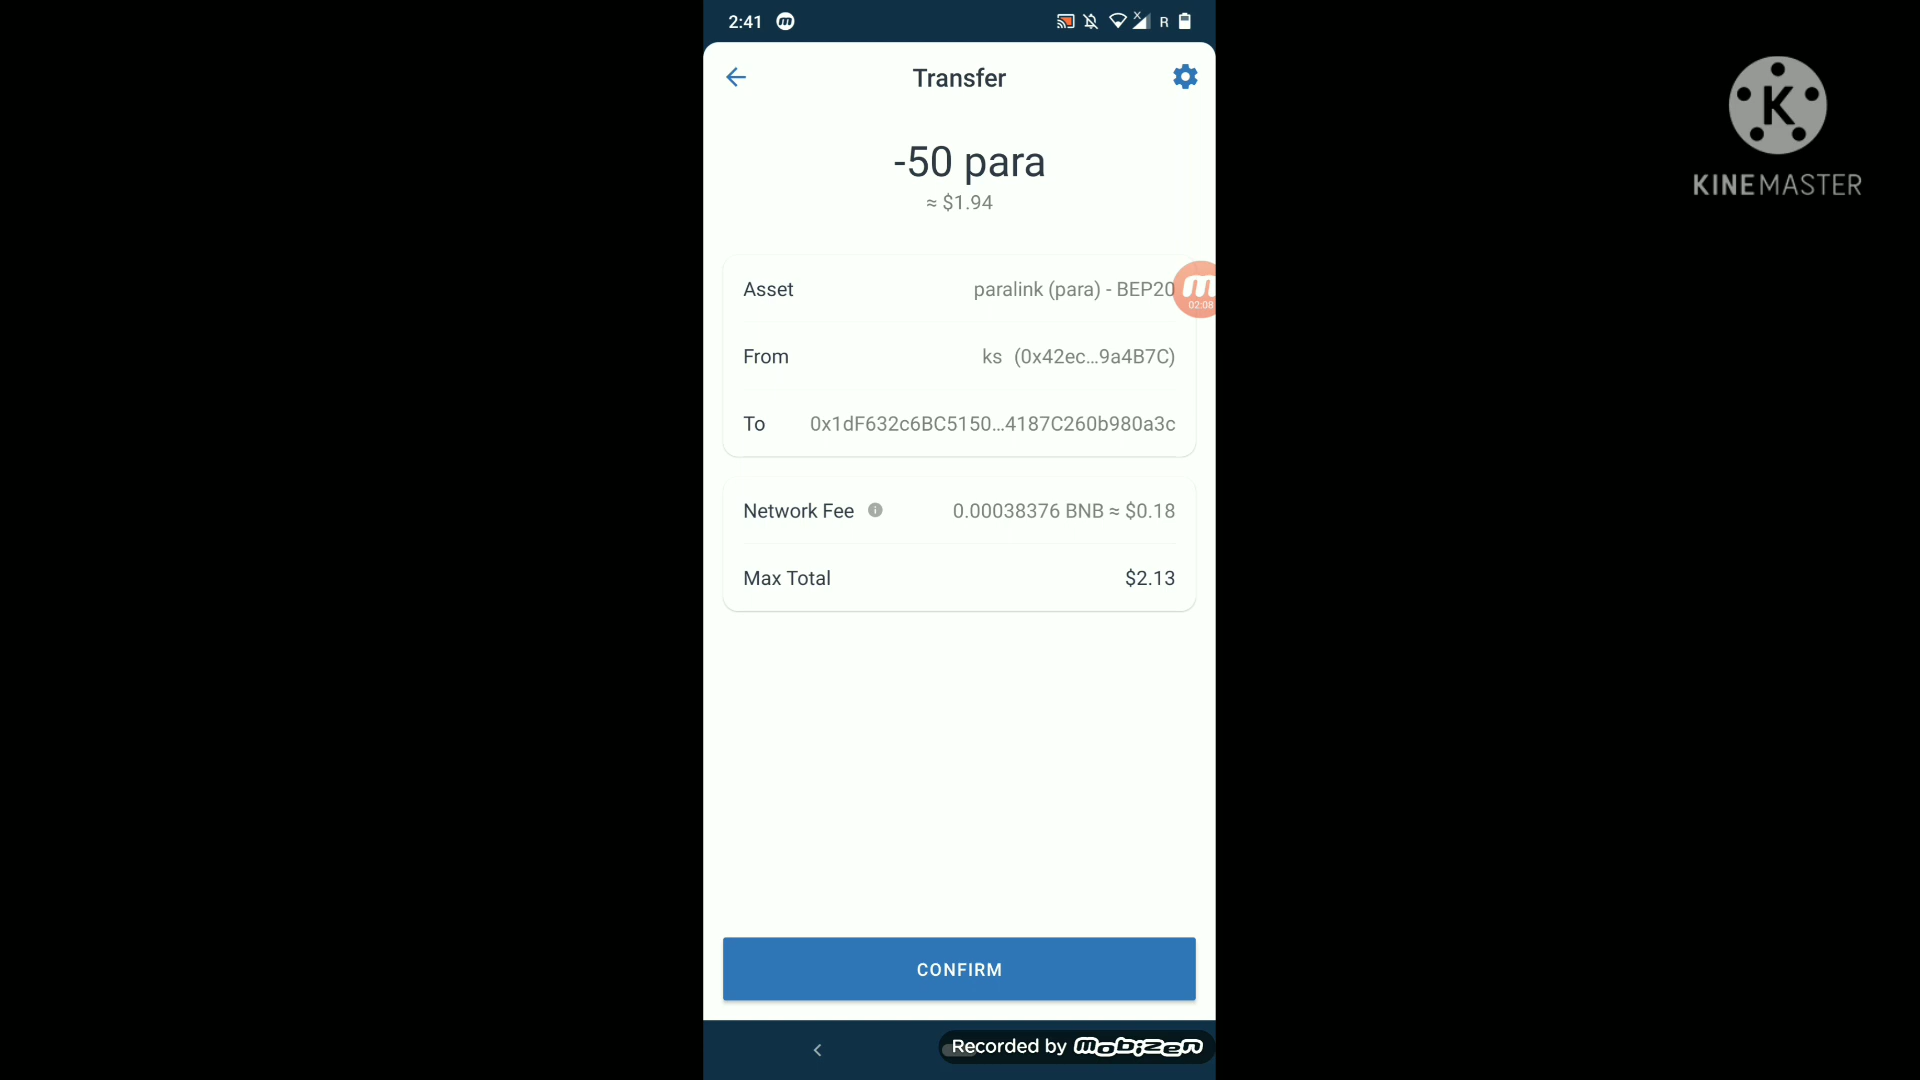 2:41
R
Transfer
-50 para
≈ $1.94
Asset paralink (para) - BEP20
02:08
From ks (0x42ec...9a4B7C)
To 0x1dF632c6BC5150...4187C260b980a3c
Network Fee 0.00038376 BNB ≈ $0.18
Max Total $2.13
CONFIRM
Recorded by mobizen
K
KINEMASTER